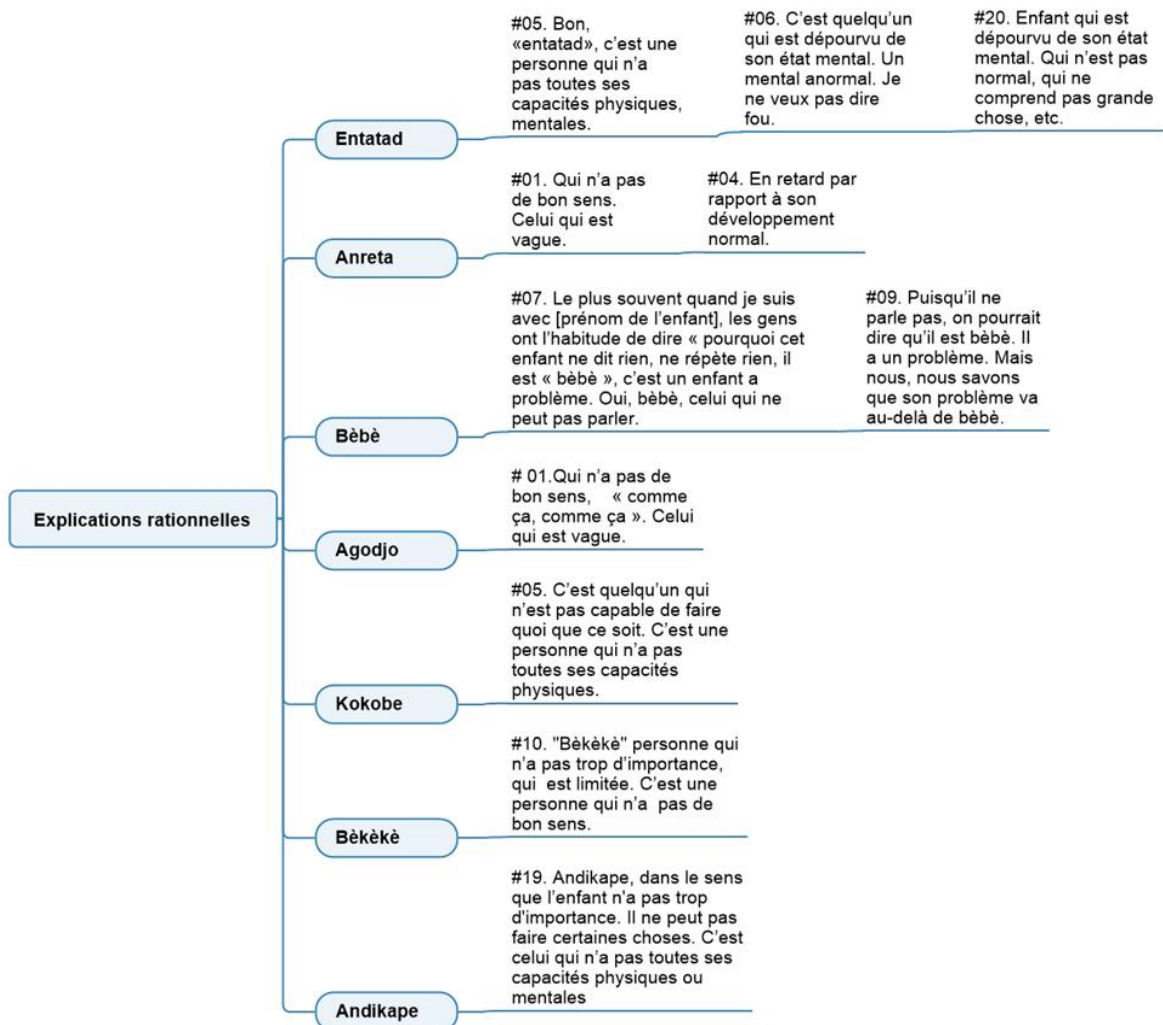 #05. Bon,
«entatad», c’est une
personne qui n’a
pas toutes ses
capacités physiques,
mentales.
#06. C’est quelqu’un
qui est dépourvu de
son état mental. Un
mental anormal. Je
ne veux pas dire
fou.
#20. Enfant qui est
dépourvu de son état
mental. Qui n’est pas
normal, qui ne
comprend pas grande
chose, etc.
Entatad
#01. Qui n’a pas
de bon sens.
Celui qui est
vague.
#04. En retard par
rapport à son
développement
normal.
Anreta
#07. Le plus souvent quand je suis
avec [prénom de l’enfant], les gens
ont l’habitude de dire « pourquoi cet
enfant ne dit rien, ne répète rien, il
est « bèbè », c’est un enfant a
problème. Oui, bèbè, celui qui ne
peut pas parler.
#09. Puisqu’il ne
parle pas, on pourrait
dire qu’il est bèbè. Il
a un problème. Mais
nous, nous savons
que son problème va
au-delà de bèbè.
Bèbè
# 01.Qui n’a pas de
bon sens, « comme
ça, comme ça ». Celui
qui est vague.
Explications rationnelles
Agodjo
#05. C’est quelqu’un qui
n’est pas capable de faire
quoi que ce soit. C’est une
personne qui n’a pas
toutes ses capacités
physiques.
Kokobe
#10. "Bèkèkè" personne qui
n’a pas trop d’importance,
qui est limitée. C’est une
personne qui n’a pas de
bon sens.
Bèkèkè
#19. Andikape, dans le sens
que l’enfant n'a pas trop
d'importance. Il ne peut pas
faire certaines choses. C’est
celui qui n’a pas toutes ses
capacités physiques ou
mentales
Andikape